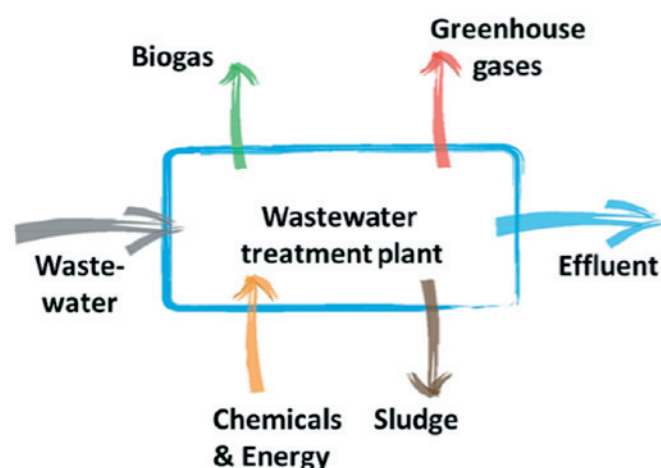 Greenhouse
gases
Biogas
Wastewater
treatment plant
Waste-
water
Effluent
Chemicals
& Energy
Sludge